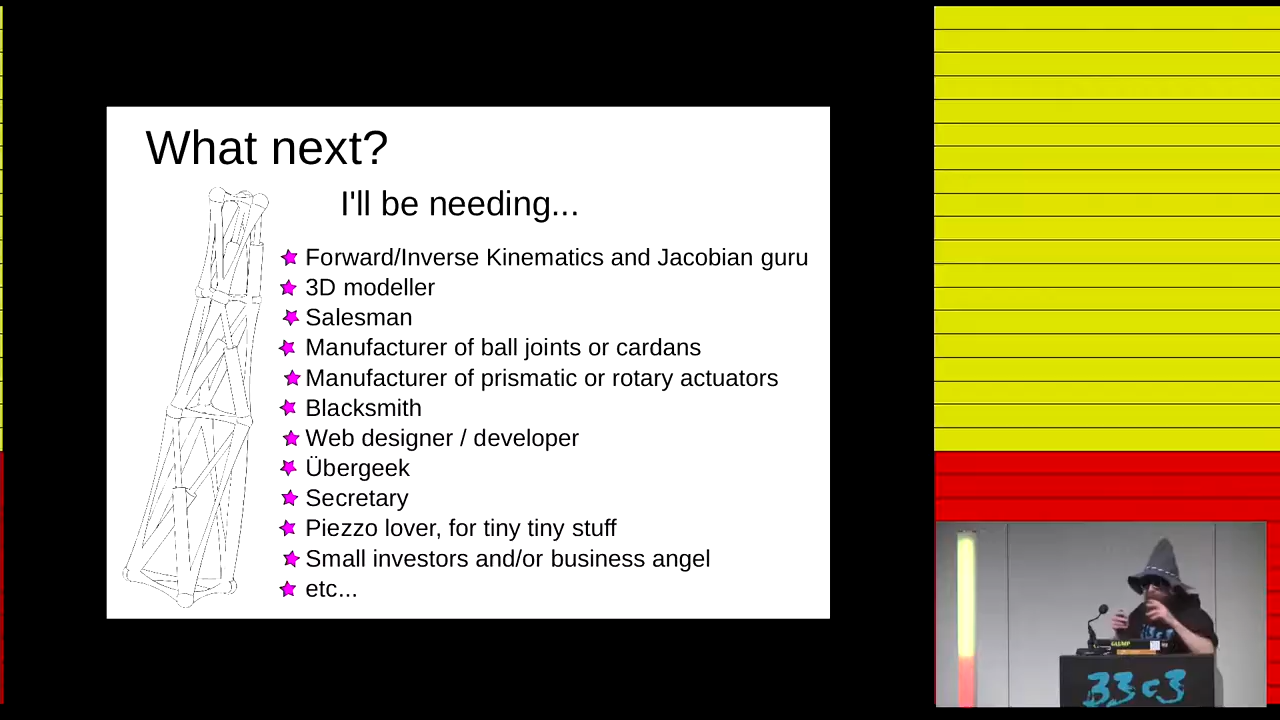 What next?
I'll be needing...
Forward/Inverse Kinematics and Jacobian guru
3D modeller
Salesman
Manufacturer of ball joints or cardans
Manufacturer of prismatic or rotary actuators
Blacksmith
Web designer / developer
Übergeek
Secretary
Piezzo lover, for tiny tiny stuff
Small investors and/or business angel
etc...
33c3
33c3